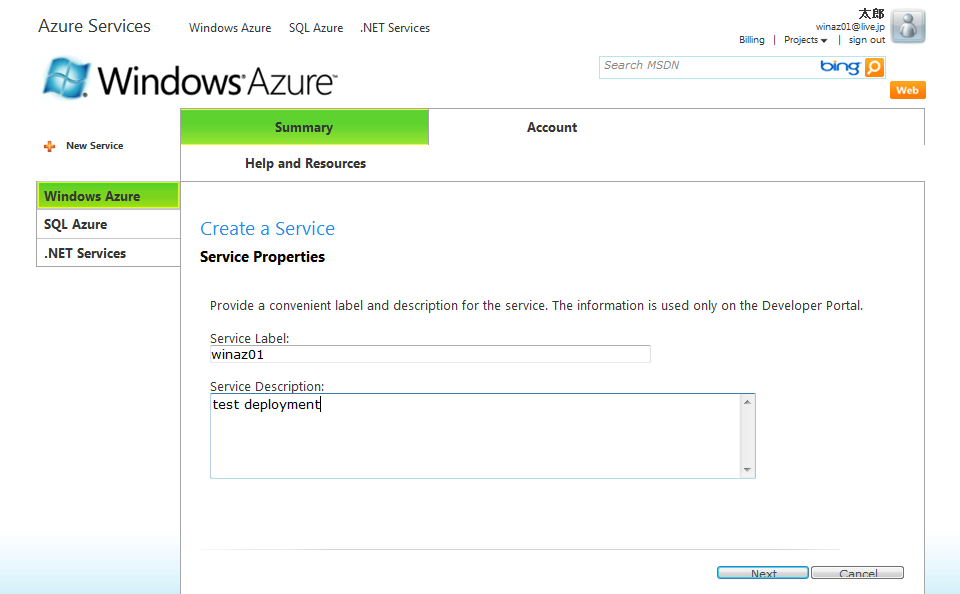 Azure Services
Windows Azure SQL Azure .NET Services
太郎
winaz01@live.jp
Billing | Projects | sign out
Windows Azure™
Search MSDN bing
Web
New Service
Summary Account
Help and Resources
Windows Azure
SQL Azure
.NET Services
Create a Service
Service Properties
Provide a convenient label and description for the service. The information is used only on the Developer Portal.
Service Label:
winaz01
Service Description:
test deployment
Next Cancel